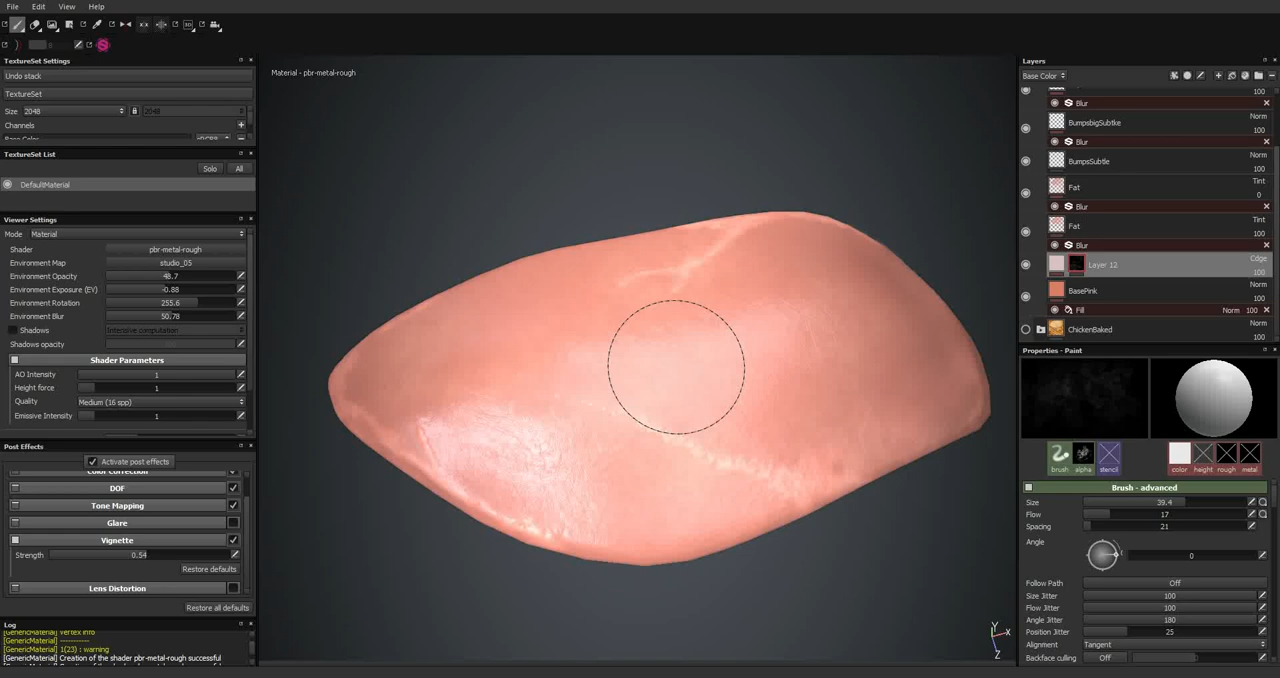 File Edit View Help
TextureSet Settings
Undo stack
TextureSet
Size 2048 2048
Channels
TextureSet List
Solo All
DefaultMaterial
Viewer Settings
Mode Material
Shader pbr-metal-rough
Environment Map studio_05
Environment Opacity 48.7
Environment Exposure (EV) -0.88
Environment Rotation 255.6
Environment Blur 50.78
Shadows Intensive computation
Shadows opacity
Shader Parameters
AO Intensity 1
Height force 1
Quality Medium (16 spp)
Emissive Intensity 1
Post Effects
Activate post effects
Color Correction
DOF
Tone Mapping
Glare
Vignette
Strength 0.54
Restore defaults
Lens Distortion
Restore all defaults
Log
[GenericMaterial] Vertex info
[GenericMaterial] -----------
[GenericMaterial] 1(23) : warning
[GenericMaterial] Creation of the shader pbr-metal-rough successful
Material - pbr-metal-rough
Y
X
Z
Layers
Base Color
100
Blur
BumpsbigSubtke Norm 100
Blur
BumpsSubtle Norm 100
Fat Tint 0
Blur
Fat Tint 100
Blur
Layer 12 Cdge 100
BasePink Norm 100
Fill Norm 100
ChickenBaked Norm 100
Properties - Paint
brush alpha stencil color height rough metal
Brush - advanced
Size 39.4
Flow 17
Spacing 21
Angle 0
Follow Path Off
Size Jitter 100
Flow Jitter 100
Angle Jitter 180
Position Jitter 25
Alignment Tangent
Backface culling Off